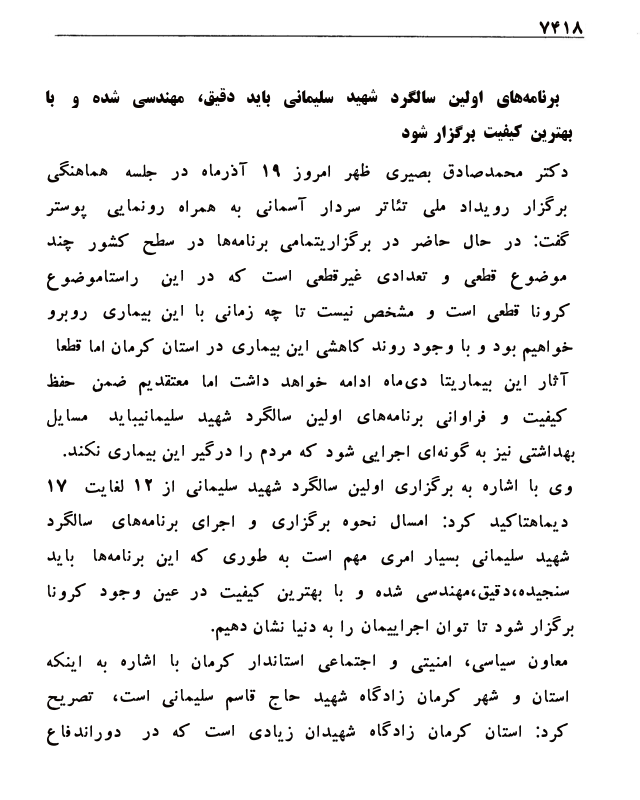 ۷۴۱۸
برنامه‌های اولین سالگرد شهید سلیمانی باید دقیق، مهندسی شده و با
بهترین کیفیت برگزار شود
دکتر محمدصادق بصیری ظهر امروز ۱۹ آذرماه در جلسه هماهنگی
برگزار رویداد ملی تئاتر سردار آسمانی به همراه رونمایی پوستر
گفت: در حال حاضر در برگزاریتمامی برنامه‌ها در سطح کشور چند
موضوع قطعی و تعدادی غیرقطعی است که در این راستاموضوع
کرونا قطعی است و مشخص نیست تا چه زمانی با این بیماری روبرو
خواهیم بود و با وجود روند کاهشی این بیماری در استان کرمان اما قطعا
آثار این بیماریتا دی‌ماه ادامه خواهد داشت اما معتقدیم ضمن حفظ
کیفیت و فراوانی برنامه‌های اولین سالگرد شهید سلیمانیباید مسایل
بهداشتی نیز به گونه‌ای اجرایی شود که مردم را درگیر این بیماری نکند.
وی با اشاره به برگزاری اولین سالگرد شهید سلیمانی از ۱۲ لغایت ۱۷
دیماهتاکید کرد: امسال نحوه برگزاری و اجرای برنامه‌های سالگرد
شهید سلیمانی بسیار امری مهم است به طوری که این برنامه‌ها باید
سنجیده،دقیق،مهندسی شده و با بهترین کیفیت در عین وجود کرونا
برگزار شود تا توان اجراییمان را به دنیا نشان دهیم.
معاون سیاسی، امنیتی و اجتماعی استاندار کرمان با اشاره به اینکه
استان و شهر کرمان زادگاه شهید حاج قاسم سلیمانی است، تصریح
کرد: استان کرمان زادگاه شهیدان زیادی است که در دوراندفاع